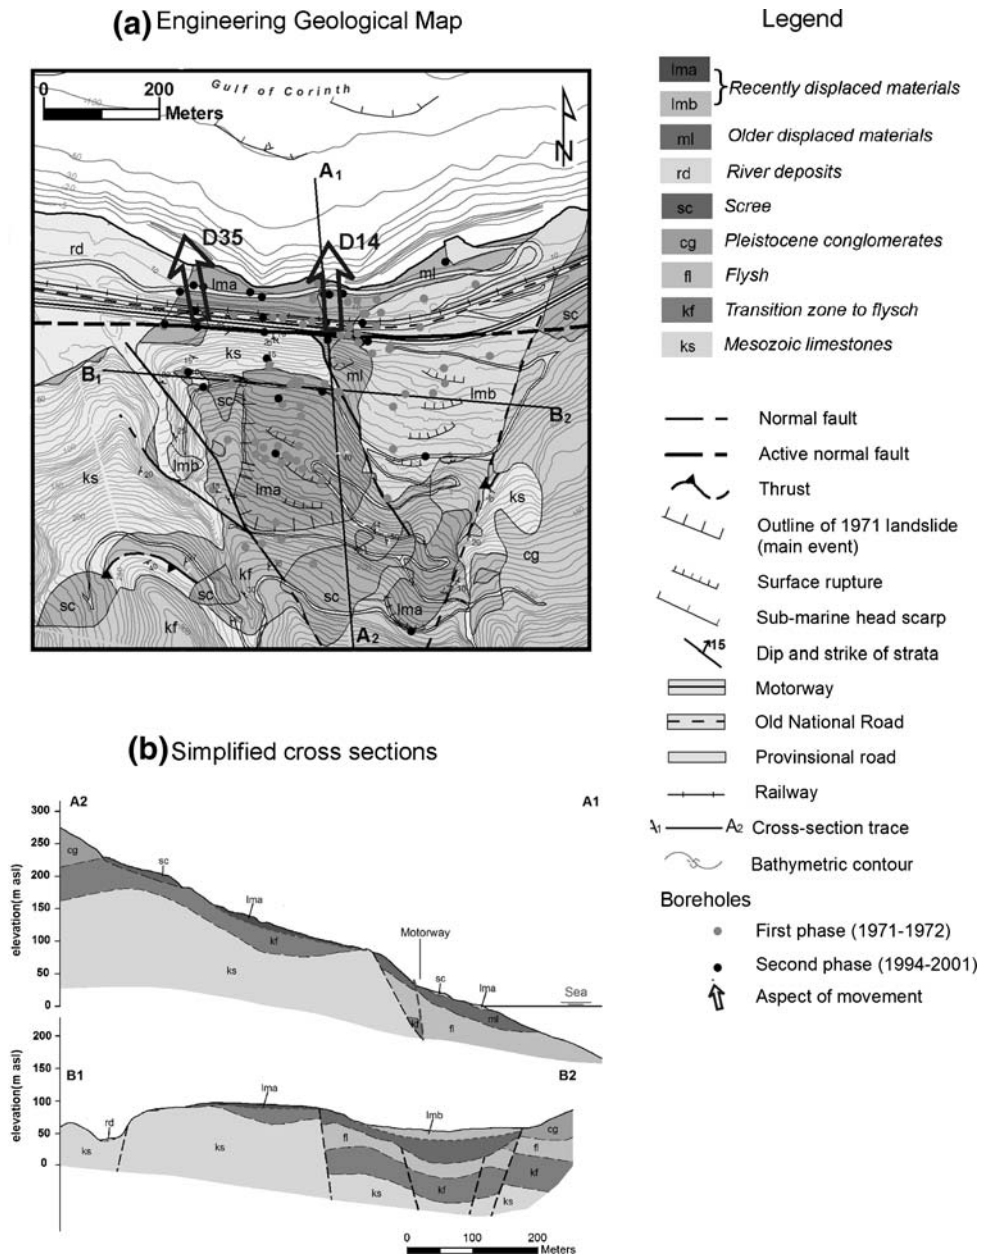 (a) Engineering Geological Map
0 200
Meters
Gulf of Corinth
N
A1
D35
D14
rd
lma
ml
sc
ks
ml
B1
lmb
B2
sc
lmb
ks
lma
ks
cg
kf
sc
sc
sc
lma
kf
A2
Legend
lma
lmb
Recently displaced materials
ml Older displaced materials
rd River deposits
sc Scree
cg Pleistocene conglomerates
fl Flysh
kf Transition zone to flysch
ks Mesozoic limestones
Normal fault
Active normal fault
Thrust
Outline of 1971 landslide
(main event)
Surface rupture
Sub-marine head scarp
15 Dip and strike of strata
Motorway
Old National Road
Provinsional road
Railway
A1 A2 Cross-section trace
Bathymetric contour
Boreholes
First phase (1971-1972)
Second phase (1994-2001)
Aspect of movement
(b) Simplified cross sections
A2 A1
elevation(m asl)
300
250
200
150
100
50
0
cg
sc
lma
kf
ks
Motorway
sc
lma
Sea
kf
fl
ml
elevation(m asl)
200
150
100
50
0
B1 B2
lma
rd
lmb
ks
ks
fl
cg
fl
kf
kf
ks
ks
0 100 200
Meters